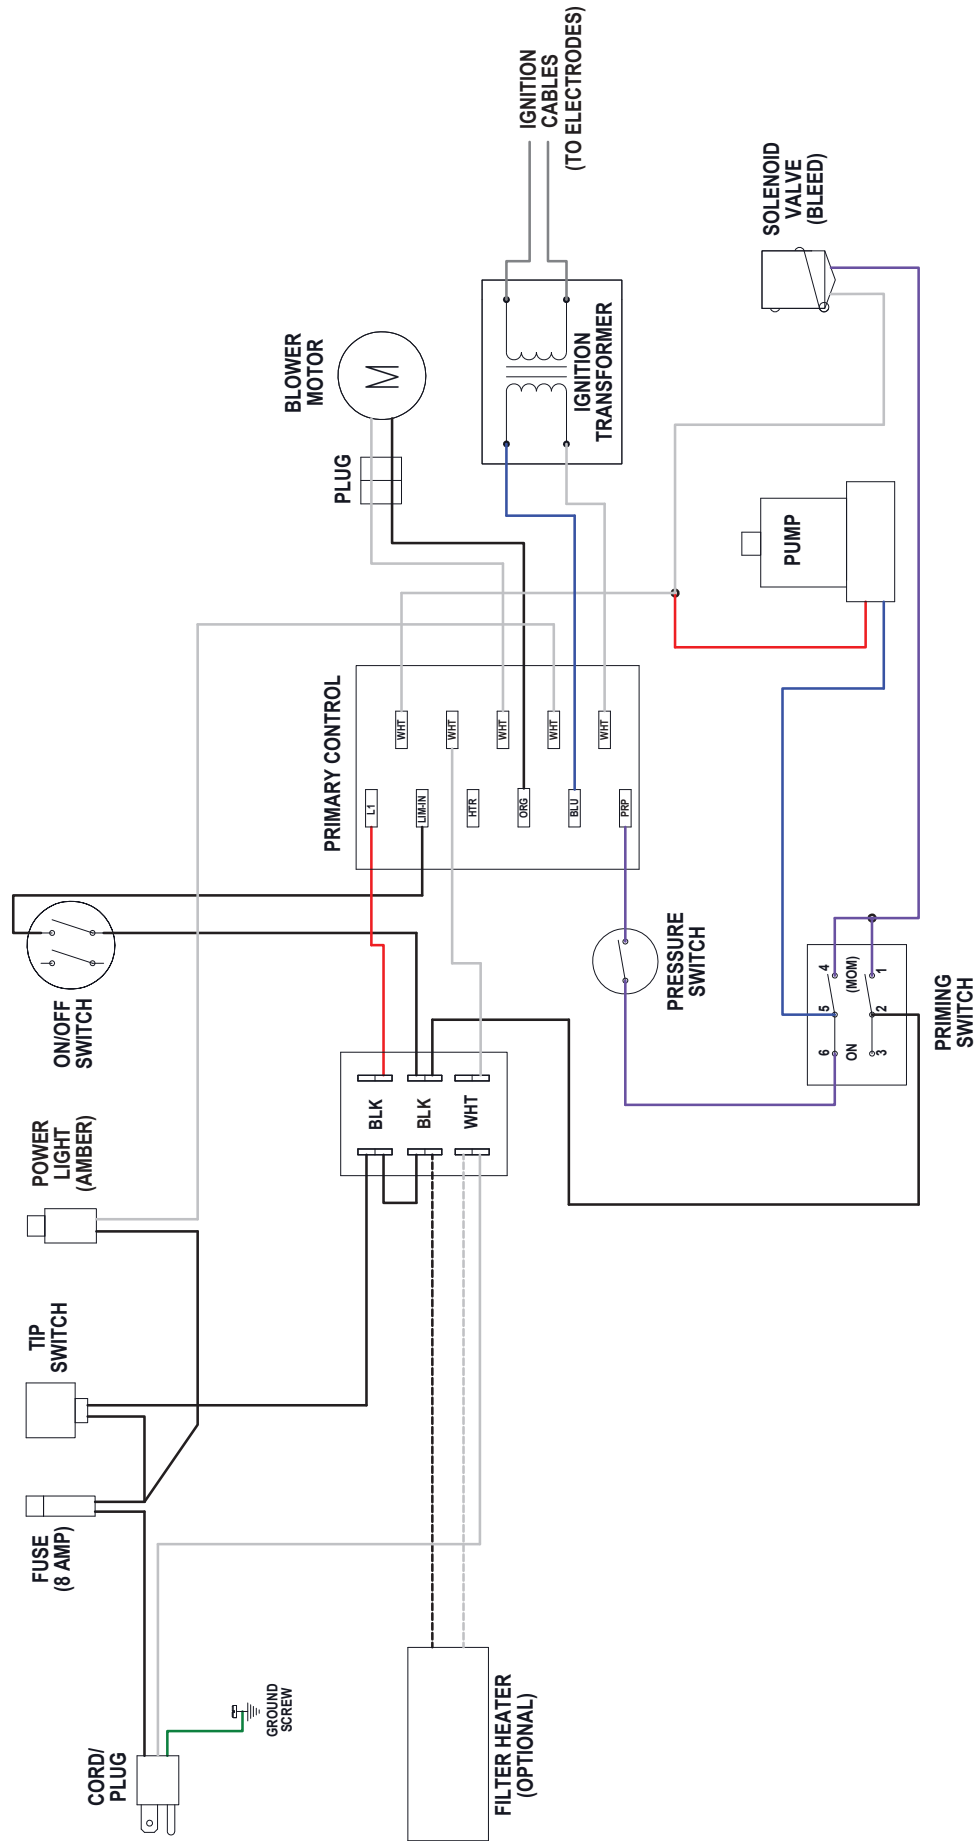 CORD/
PLUG
GROUND
SCREW
FUSE
(8 AMP)
TIP
SWITCH
POWER
LIGHT
(AMBER)
ON/OFF
SWITCH
FILTER HEATER
(OPTIONAL)
BLK
BLK
WHT
PRIMARY CONTROL
L1
LIM-IN
HTR
ORG
BLU
PRP
WHT
WHT
WHT
WHT
WHT
PLUG
BLOWER
MOTOR
M
IGNITION
TRANSFORMER
IGNITION
CABLES
(TO ELECTRODES)
PRESSURE
SWITCH
6
5
4
ON
(MOM)
3
2
1
PRIMING
SWITCH
PUMP
SOLENOID
VALVE
(BLEED)